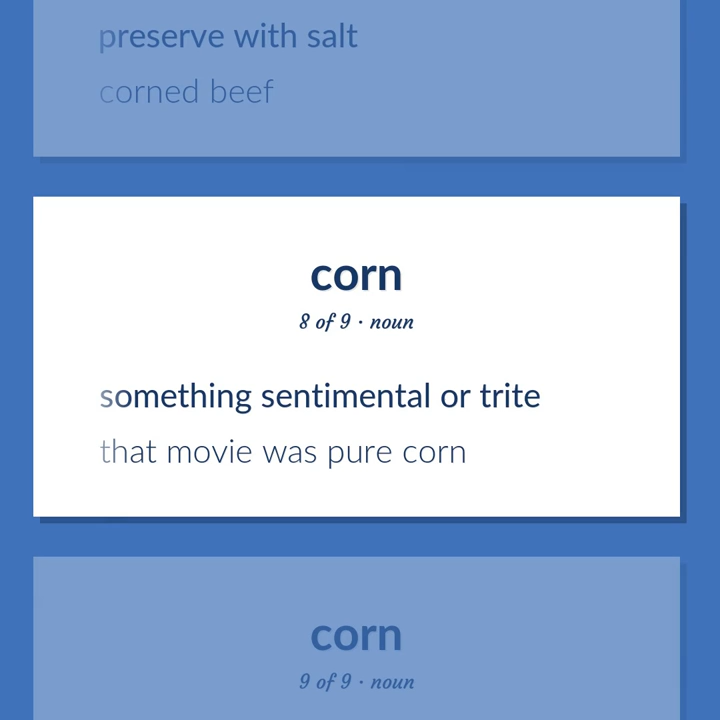 preserve with salt
corned beef
corn
8 of 9 · noun
something sentimental or trite
that movie was pure corn
corn
9 of 9 · noun